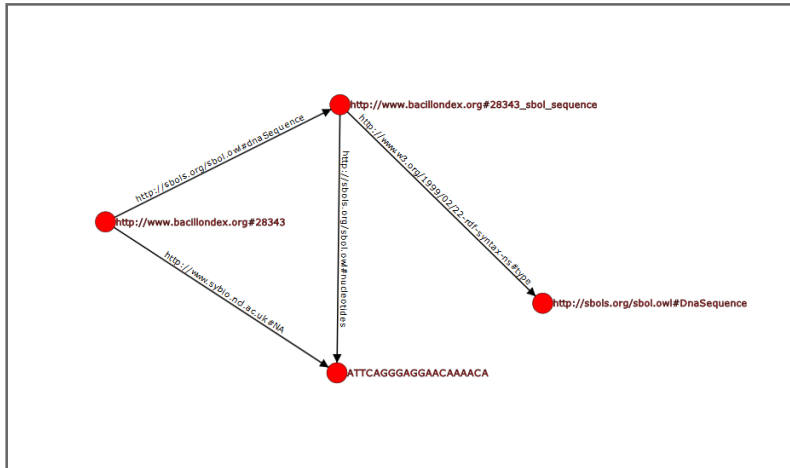 http://www.bacillondex.org#28343_sbol_sequence
http://sbols.org/sbol.owl#dnaSequence
http://www.w3.org/1999/02/22-rdf-syntax-ns#type
http://sbols.org/sbol.owl#nucleotides
http://www.bacillondex.org#28343
http://www.sybio.nd.ac.uk#NA
http://sbols.org/sbol.owl#DnaSequence
ATTCAGGGAGGAACAAAACA